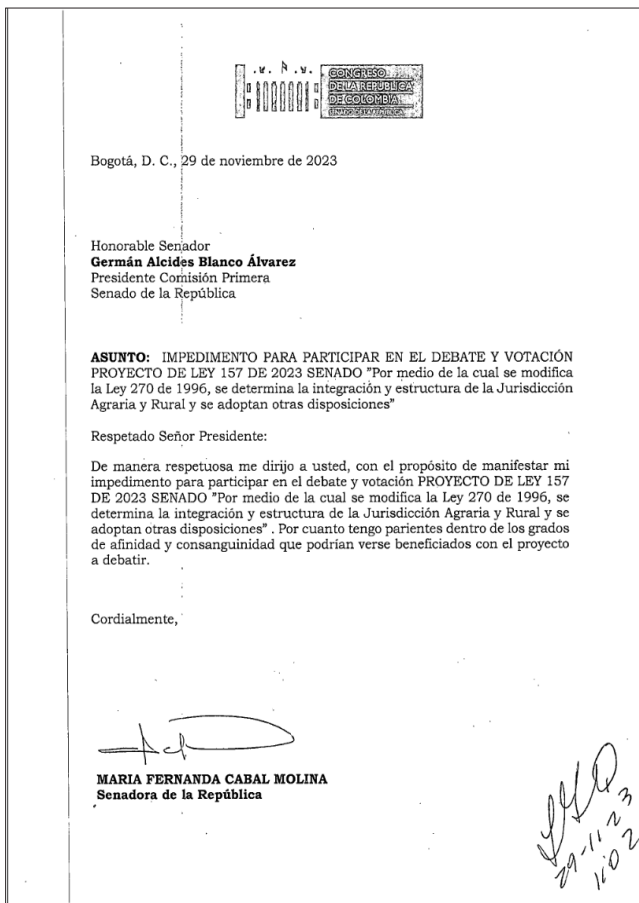 CONGRESO
DE LA REPUBLICA
DE COLOMBIA
SENADO DE LA REPUBLICA
Bogotá, D. C., 29 de noviembre de 2023
Honorable Senador
Germán Alcides Blanco Álvarez
Presidente Comisión Primera
Senado de la República
ASUNTO: IMPEDIMENTO PARA PARTICIPAR EN EL DEBATE Y VOTACIÓN
PROYECTO DE LEY 157 DE 2023 SENADO "Por medio de la cual se modifica
la Ley 270 de 1996, se determina la integración y estructura de la Jurisdicción
Agraria y Rural y se adoptan otras disposiciones"
Respetado Señor Presidente:
De manera respetuosa me dirijo a usted, con el propósito de manifestar mi
impedimento para participar en el debate y votación PROYECTO DE LEY 157
DE 2023 SENADO "Por medio de la cual se modifica la Ley 270 de 1996, se
determina la integración y estructura de la Jurisdicción Agraria y Rural y se
adoptan otras disposiciones" . Por cuanto tengo parientes dentro de los grados
de afinidad y consanguinidad que podrían verse beneficiados con el proyecto
a debatir.
Cordialmente,
MARIA FERNANDA CABAL MOLINA
Senadora de la República
29-11-23